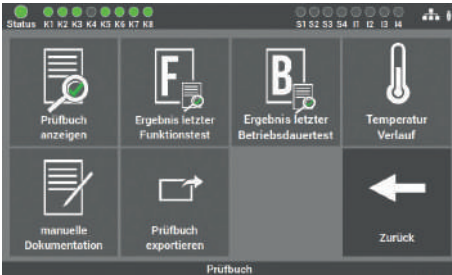 Status K1 K2 K3 K4 K5 K6 K7 K8 S1 S2 S3 S4 I1 I2 I3 I4
F B
Prüfbuch Ergebnis letzter Ergebnis letzter Temperatur
anzeigen Funktionstest Betriebsdauertest Verlauf
manuelle Prüfbuch
Dokumentation exportieren Zurück
Prüfbuch